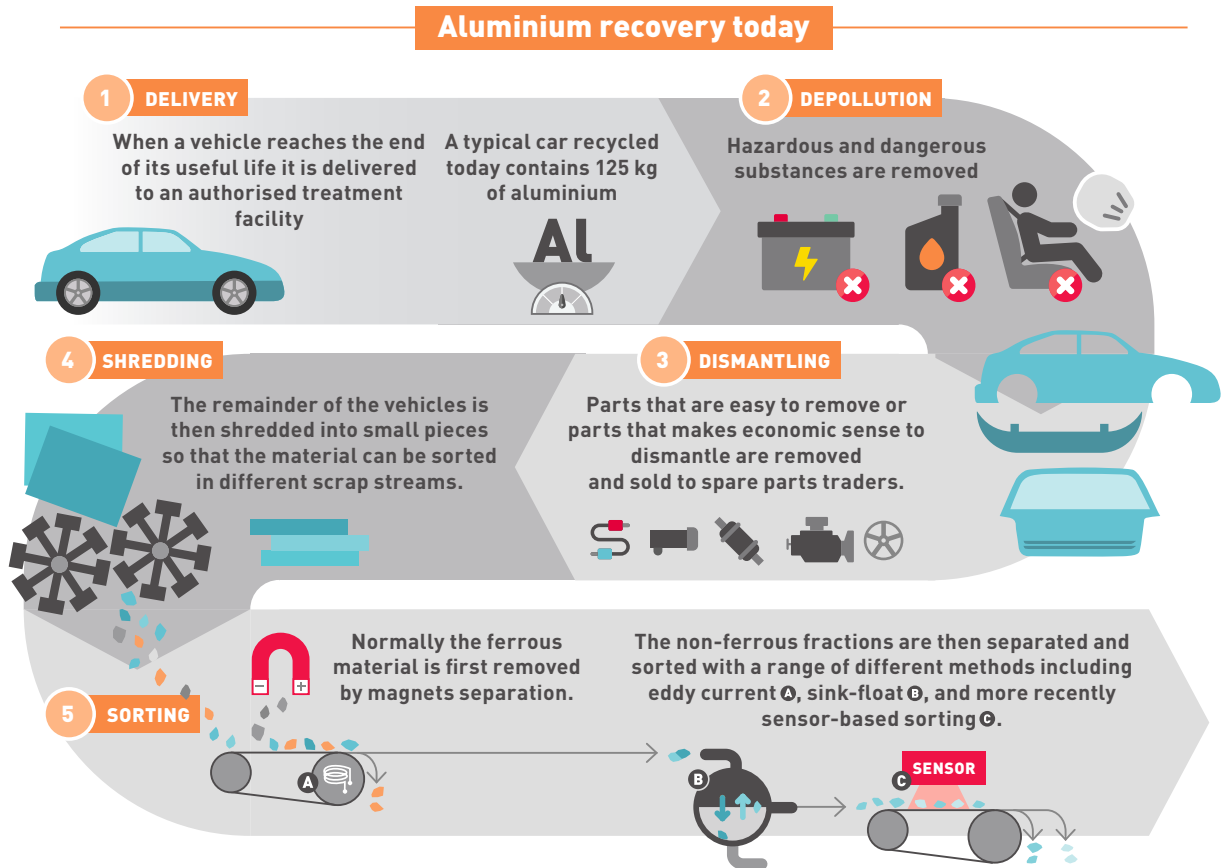 Aluminium recovery today
1 DELIVERY
When a vehicle reaches the end
of its useful life it is delivered
to an authorised treatment
facility
A typical car recycled
today contains 125 kg
of aluminium
Al
2 DEPOLLUTION
Hazardous and dangerous
substances are removed
3 DISMANTLING
Parts that are easy to remove or
parts that makes economic sense to
dismantle are removed
and sold to spare parts traders.
4 SHREDDING
The remainder of the vehicles is
then shredded into small pieces
so that the material can be sorted
in different scrap streams.
5 SORTING
Normally the ferrous
material is first removed
by magnets separation.
− +
A
The non-ferrous fractions are then separated and
sorted with a range of different methods including
eddy current A, sink-float B, and more recently
sensor-based sorting C.
B
C
SENSOR